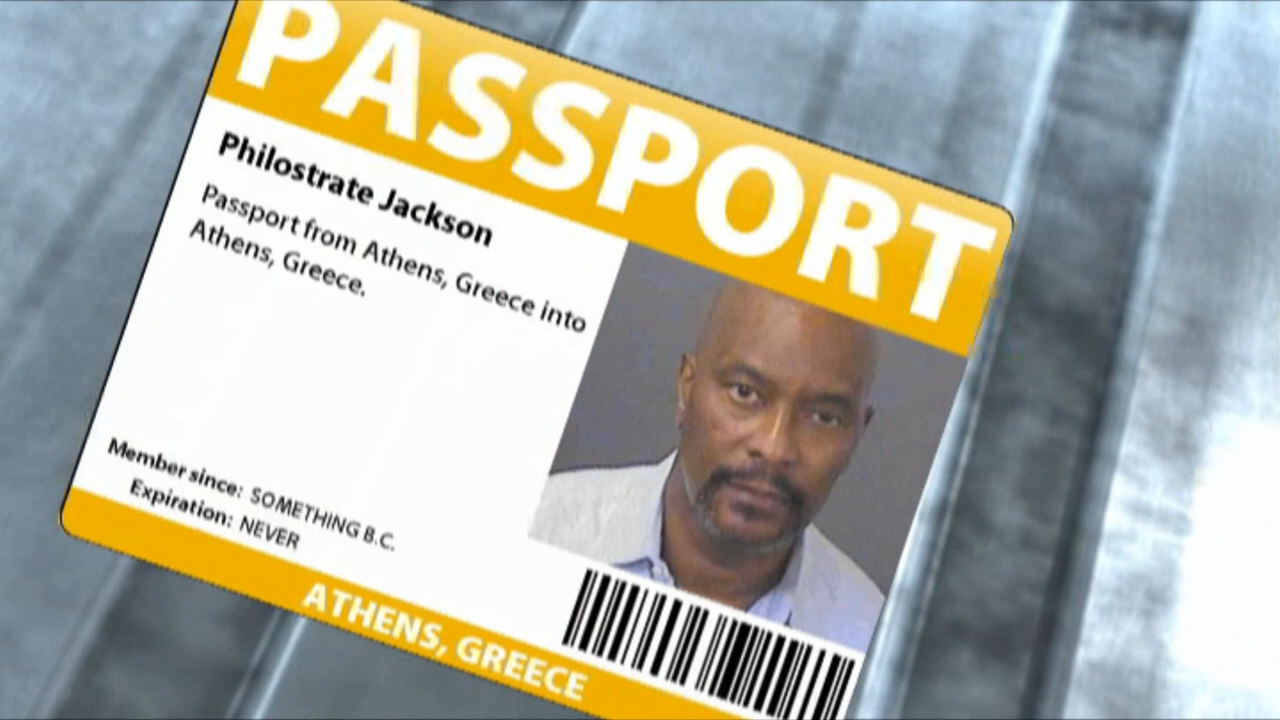 PASSPORT
Philostrate Jackson
Passport from Athens, Greece into
Athens, Greece.
Member since: SOMETHING B.C.
Expiration: NEVER
ATHENS, GREECE